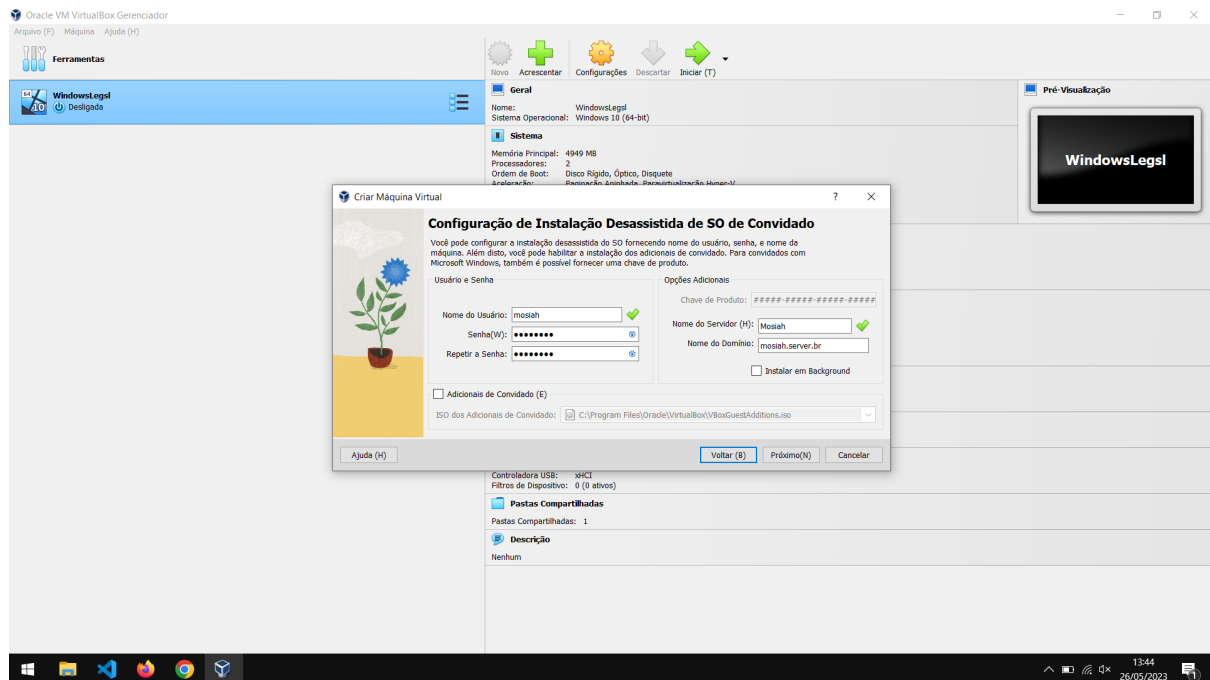 Oracle VM VirtualBox Gerenciador
Arquivo (F) Máquina Ajuda (H)
Ferramentas
Novo Acrescentar Configurações Descartar Iniciar (T)
64
10
WindowsLegsl
Desligada
Geral
Nome: WindowsLegsl
Sistema Operacional: Windows 10 (64-bit)
Sistema
Memória Principal: 4949 MB
Processadores: 2
Ordem de Boot: Disco Rígido, Óptico, Disquete
Aceleração: Paginação Aninhada, Paravirtualização Hyper-V
Pré-Visualização
WindowsLegsl
Criar Máquina Virtual
Configuração de Instalação Desassistida de SO de Convidado
Você pode configurar a instalação desassistida do SO fornecendo nome do usuário, senha, e nome da
máquina. Além disto, você pode habilitar a instalação dos adicionais de convidado. Para convidados com
Microsoft Windows, também é possível fornecer uma chave de produto.
Usuário e Senha
Nome do Usuário: mosiah
Senha(W): ●●●●●●●●
Repetir a Senha: ●●●●●●●●
Opções Adicionais
Chave de Produto: #####-#####-#####-#####
Nome do Servidor (H): Mosiah
Nome do Domínio: mosiah.server.br
Instalar em Background
Adicionais de Convidado (E)
ISO dos Adicionais de Convidado: C:\Program Files\Oracle\VirtualBox\VBoxGuestAdditions.iso
Ajuda (H) Voltar (B) Próximo(N) Cancelar
Controladora USB: xHCI
Filtros de Dispositivo: 0 (0 ativos)
Pastas Compartilhadas
Pastas Compartilhadas: 1
Descrição
Nenhum
13:44
26/05/2023
1